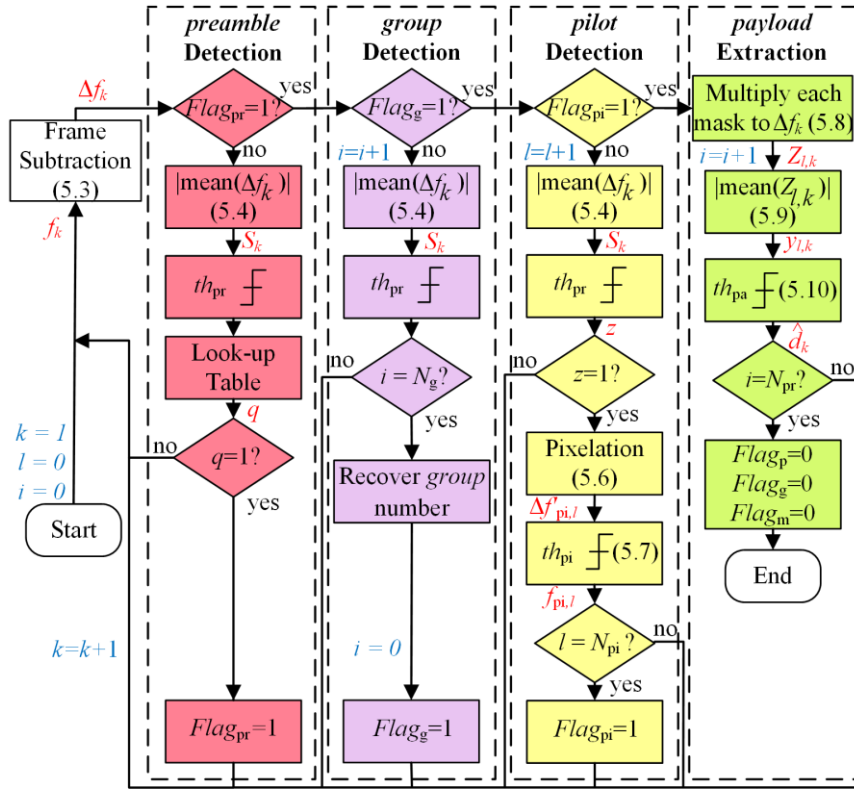 preamble
Detection
group
Detection
pilot
Detection
payload
Extraction
Δf_k
Frame
Subtraction
(5.3)
f_k
k = 1
l = 0
i = 0
Start
k=k+1
Flag_pr=1?
yes
no
|mean(Δf_k)|
(5.4)
S_k
th_pr
Look-up
Table
q
no
q=1?
yes
Flag_pr=1
Flag_g=1?
yes
i=i+1
no
|mean(Δf_k)|
(5.4)
S_k
th_pr
no
i = N_g?
yes
Recover group
number
i = 0
Flag_g=1
Flag_pi=1?
yes
l=l+1
no
|mean(Δf_k)|
(5.4)
S_k
th_pr
z
no
z=1?
yes
Pixelation
(5.6)
Δf'_pi,l
th_pi (5.7)
f_pi,l
l = N_pi?
no
yes
Flag_pi=1
Multiply each
mask to Δf_k (5.8)
i=i+1
Z_l,k
|mean(Z_l,k)|
(5.9)
y_l,k
th_pa (5.10)
d̂_k
i=N_pr?
no
yes
Flag_p=0
Flag_g=0
Flag_m=0
End